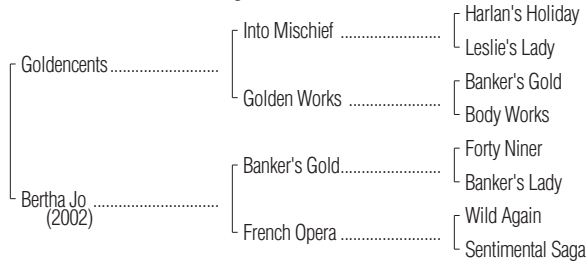 Harlan's Holiday
Into Mischief ....................
Leslie's Lady
Goldencents.........................
Banker's Gold
Golden Works .....................
Body Works
Forty Niner
Banker's Gold......................
Banker's Lady
Bertha Jo .............................
(2002)
Wild Again
French Opera .....................
Sentimental Saga